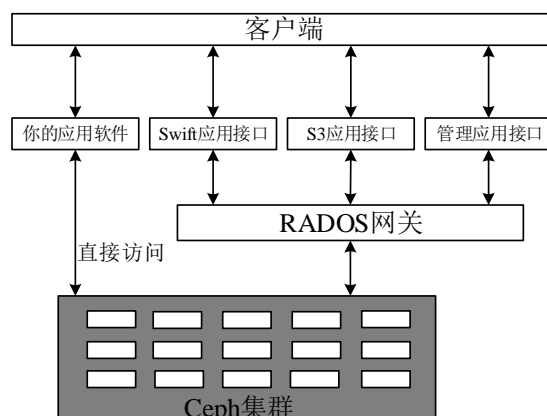 客户端
你的应用软件
Swift应用接口
S3应用接口
管理应用接口
RADOS网关
直接访问
Ceph集群